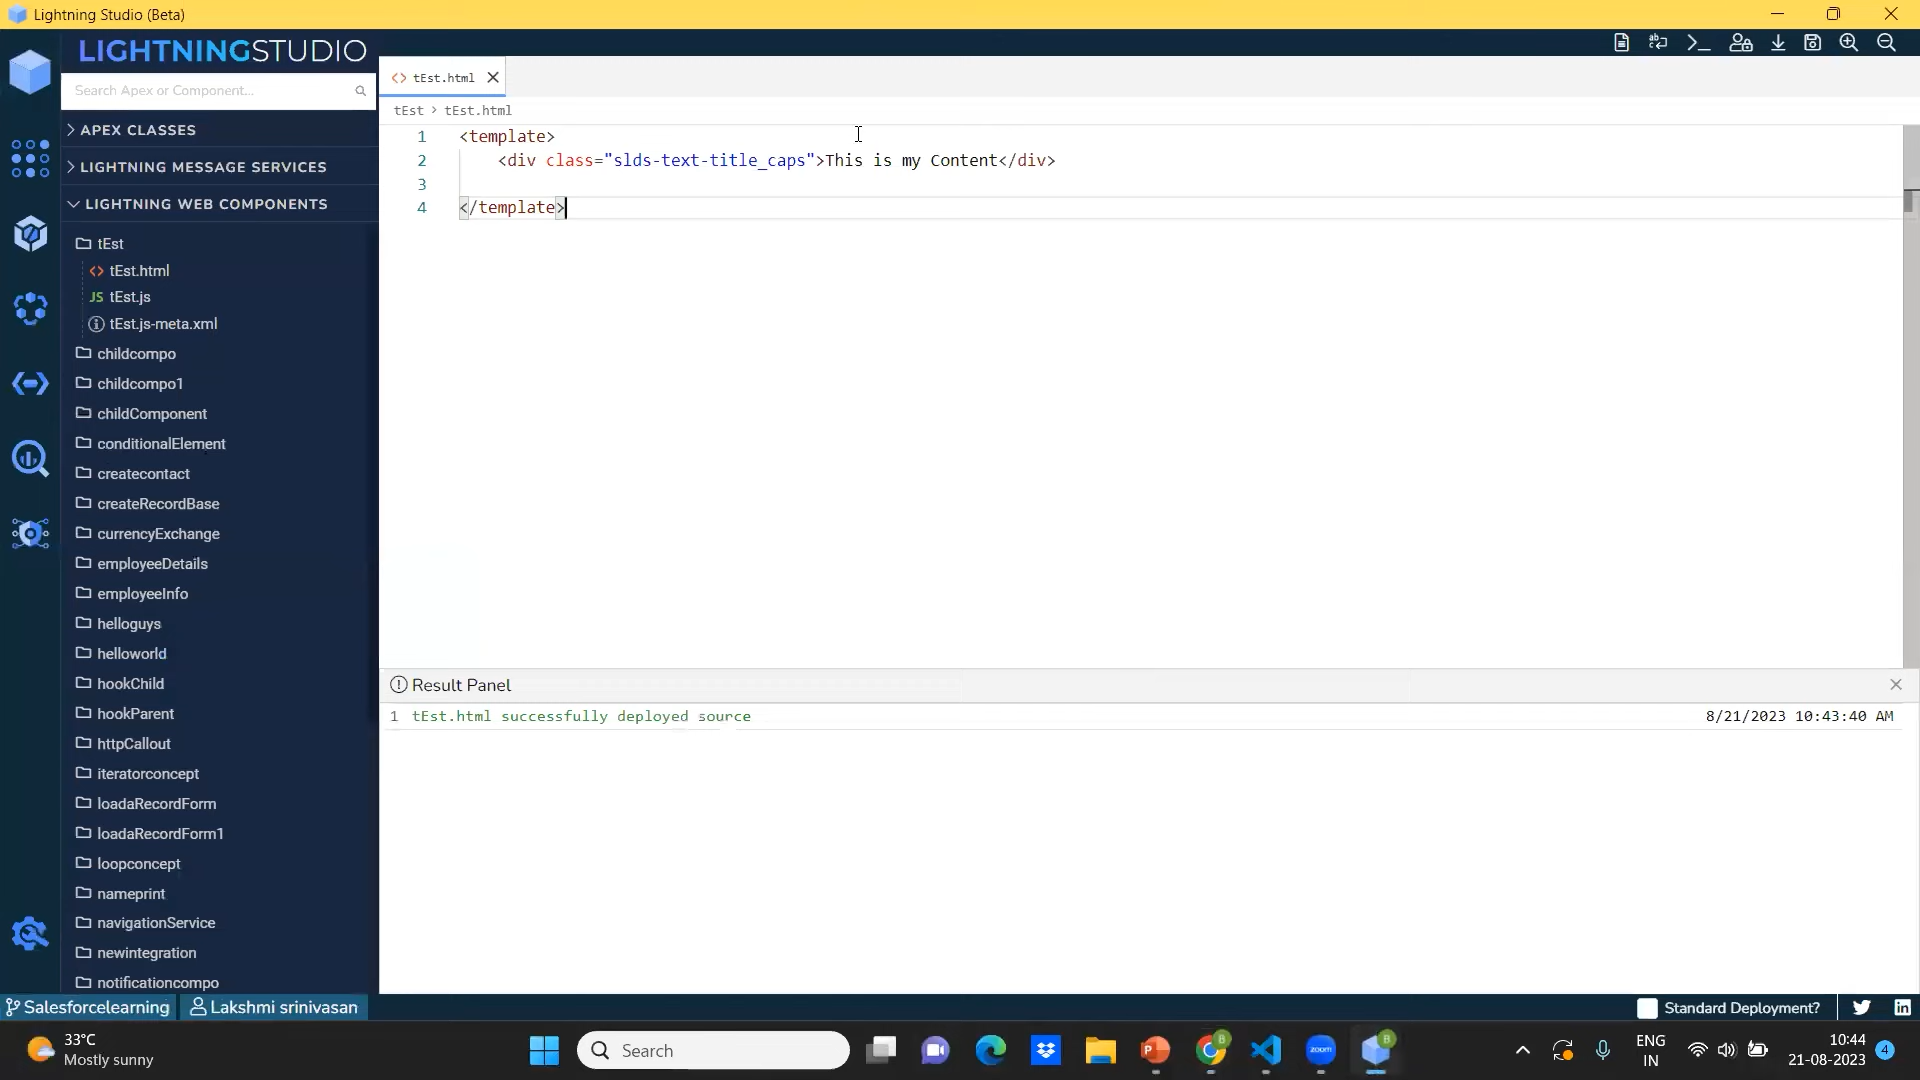 Lightning Studio (Beta)
LIGHTNINGSTUDIO
Search Apex or Component...
APEX CLASSES
LIGHTNING MESSAGE SERVICES
LIGHTNING WEB COMPONENTS
tEst
tEst.html
JS tEst.js
tEst.js-meta.xml
childcompo
childcompo1
childComponent
conditionalElement
createcontact
createRecordBase
currencyExchange
employeeDetails
employeeInfo
helloguys
helloworld
hookChild
hookParent
httpCallout
iteratorconcept
loadaRecordForm
loadaRecordForm1
loopconcept
nameprint
navigationService
newintegration
notificationcompo
tEst.html
tEst > tEst.html
1 <template>
2 <div class="slds-text-title_caps">This is my Content</div>
3
4 </template>
Result Panel
1 tEst.html successfully deployed source 8/21/2023 10:43:40 AM
Salesforcelearning Lakshmi srinivasan
Standard Deployment?
33°C
Mostly sunny
Search
zoom
ENG
IN
10:44
21-08-2023
4